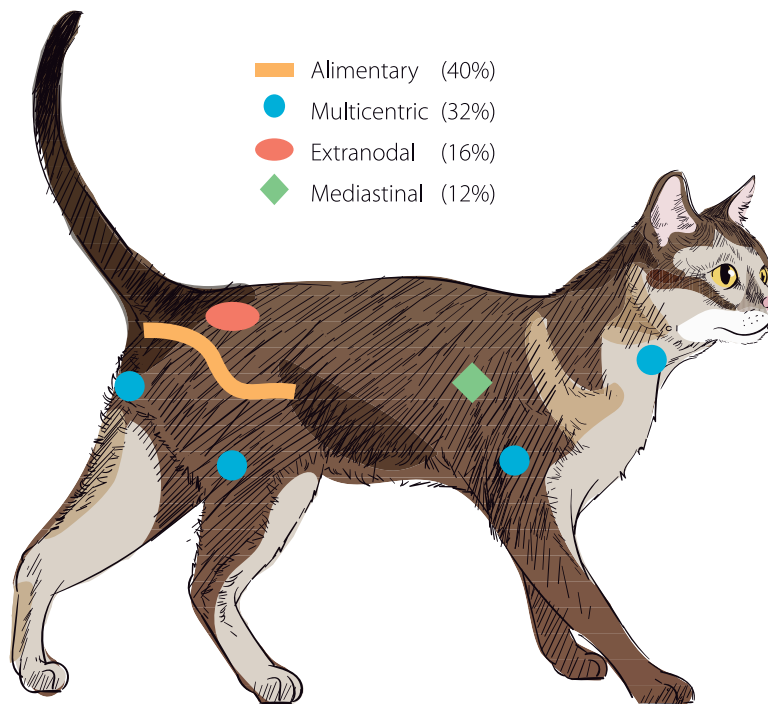 Alimentary (40%)
Multicentric (32%)
Extranodal (16%)
Mediastinal (12%)